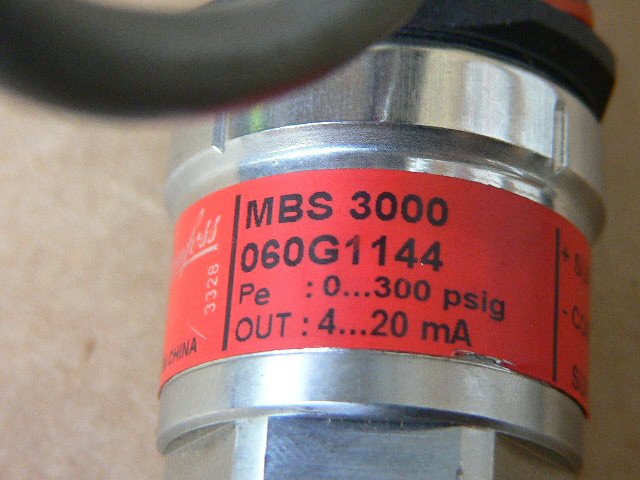 MBS 3000
060G1144
Pe : 0...300 psig
OUT : 4...20 mA
3328
CHINA
+
-